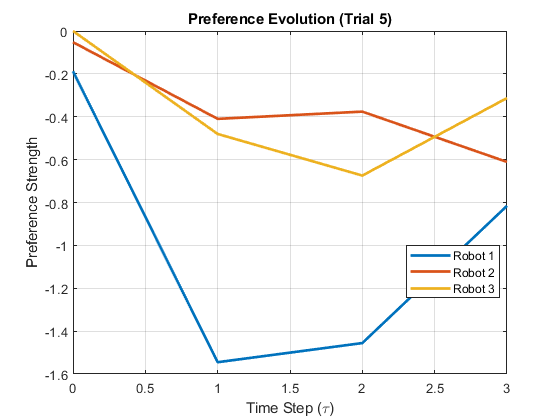 Preference Evolution (Trial 5)
Preference Strength
0
-0.2
-0.4
-0.6
-0.8
-1
-1.2
-1.4
-1.6
Robot 1
Robot 2
Robot 3
0
0.5
1
1.5
2
2.5
3
Time Step (τ)